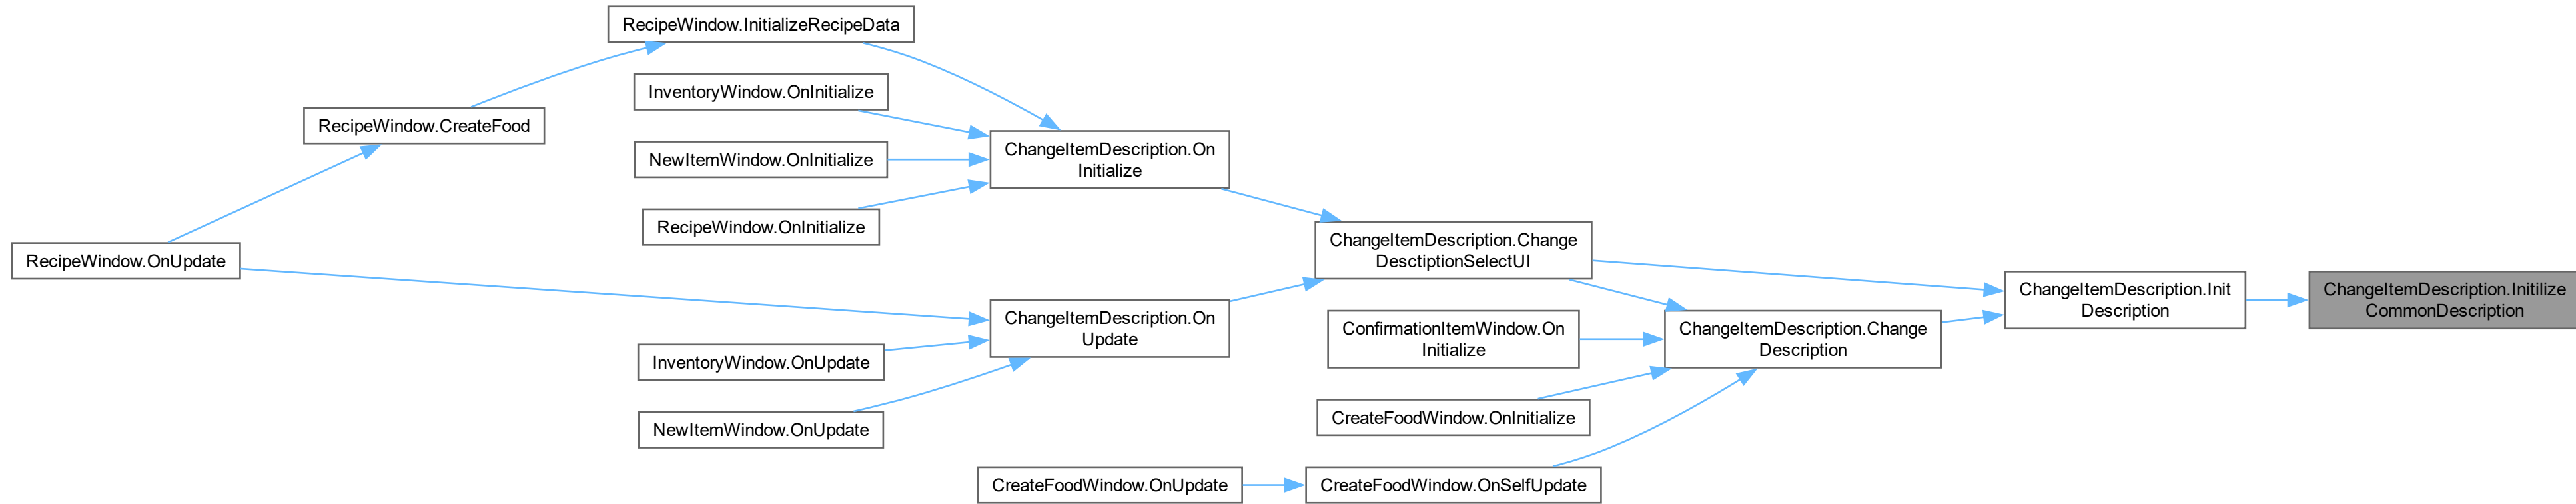 RecipeWindow.InitializeRecipeData
InventoryWindow.OnInitialize
RecipeWindow.CreateFood
NewItemWindow.OnInitialize
ChangeItemDescription.On
Initialize
RecipeWindow.OnInitialize
RecipeWindow.OnUpdate
ChangeItemDescription.Change
DesctiptionSelectUI
ChangeItemDescription.Init
Description
ChangeItemDescription.Initilize
CommonDescription
ChangeItemDescription.On
Update
ConfirmationItemWindow.On
Initialize
ChangeItemDescription.Change
Description
InventoryWindow.OnUpdate
CreateFoodWindow.OnInitialize
NewItemWindow.OnUpdate
CreateFoodWindow.OnUpdate
CreateFoodWindow.OnSelfUpdate